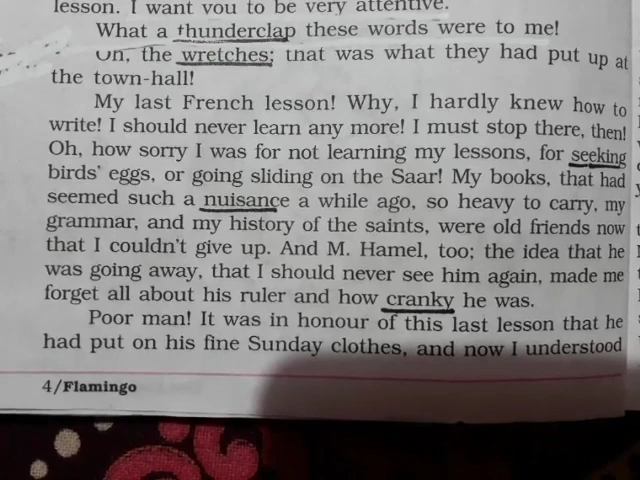 lesson. I want you to be very attentive.
What a thunderclap these words were to me!
Oh, the wretches; that was what they had put up at
the town-hall!
My last French lesson! Why, I hardly knew how to
write! I should never learn any more! I must stop there, then!
Oh, how sorry I was for not learning my lessons, for seeking
birds' eggs, or going sliding on the Saar! My books, that had
seemed such a nuisance a while ago, so heavy to carry, my
grammar, and my history of the saints, were old friends now
that I couldn't give up. And M. Hamel, too; the idea that he
was going away, that I should never see him again, made me
forget all about his ruler and how cranky he was.
Poor man! It was in honour of this last lesson that he
had put on his fine Sunday clothes, and now I understood
4/Flamingo